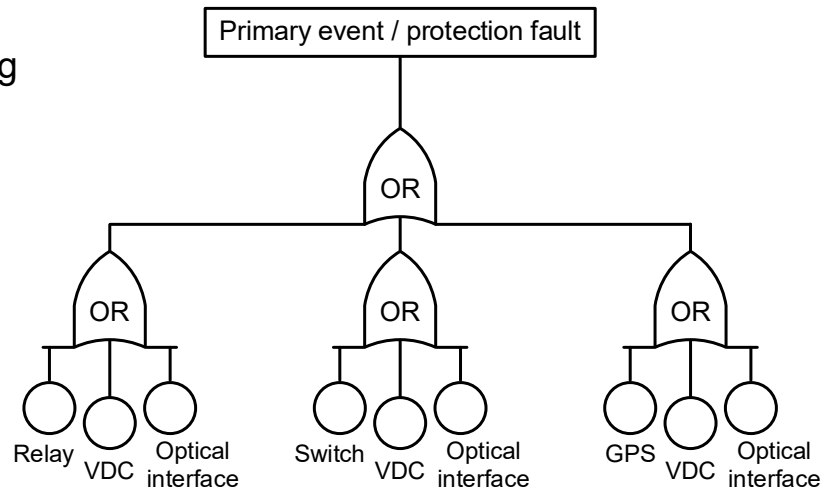 Primary event / protection fault
g
OR
OR
OR
OR
Relay
VDC
Optical
interface
Switch
VDC
Optical
interface
GPS
VDC
Optical
interface